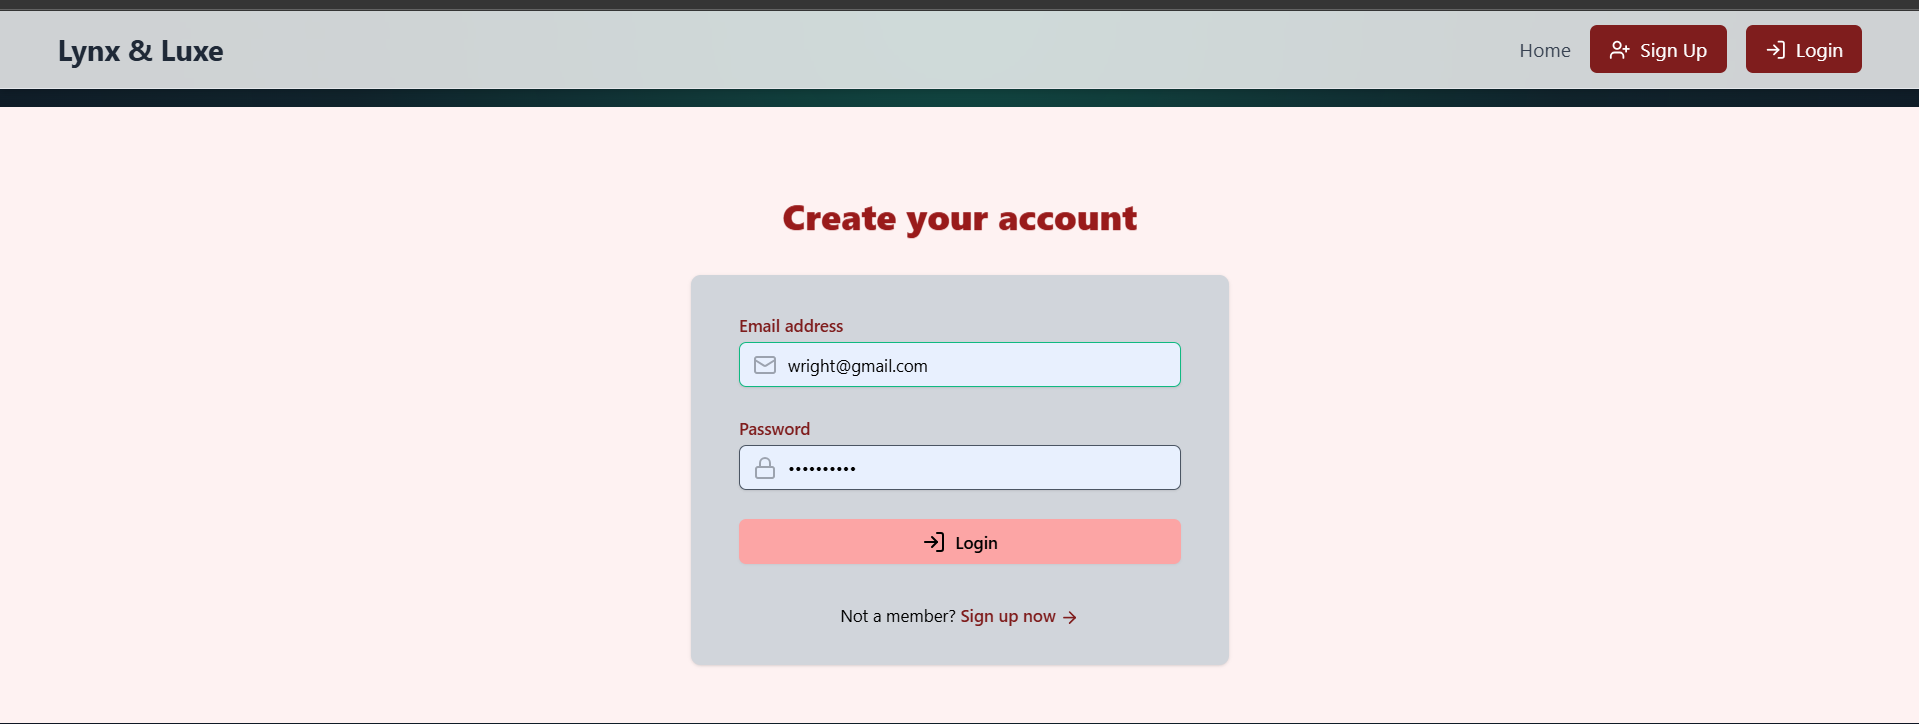 Lynx & Luxe
Home
Sign Up
Login
Create your account
Email address
wright@gmail.com
Password
••••••••••
Login
Not a member? Sign up now →